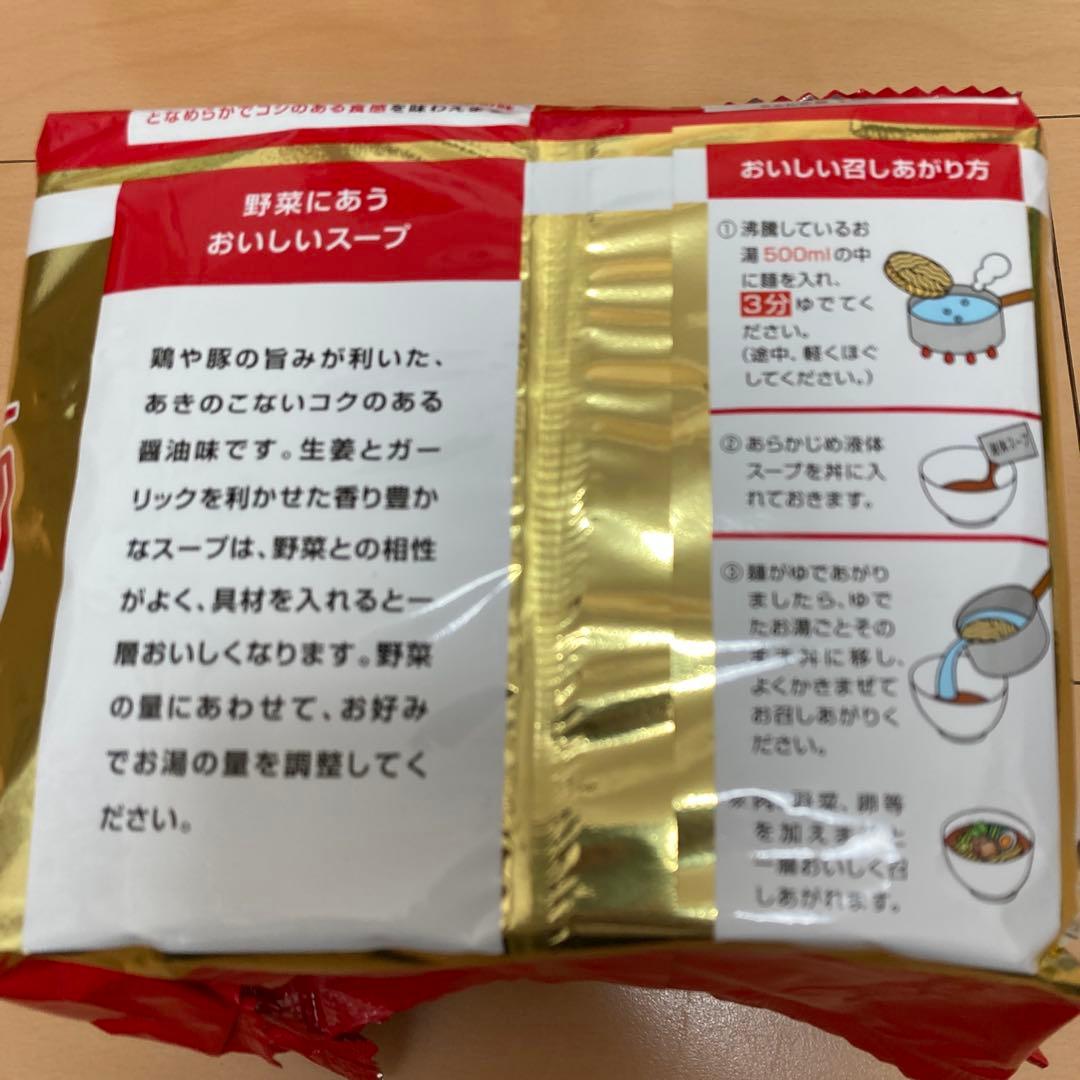 となめらかでコクのある食感を味わえま
野菜にあう
おいしいスープ
鶏や豚の旨みが利いた、
あきのこないコクのある
醤油味です。生姜とガー
リックを利かせた香り豊か
なスープは、野菜との相性
がよく、具材を入れると一
層おいしくなります。野菜
の量にあわせて、お好み
でお湯の量を調整してく
ださい。
おいしい召しあがり方
①沸騰しているお
湯500mlの中
に麺を入れ、
3分ゆでてく
ださい。
(途中、軽くほぐ
してください。)
②あらかじめ液体
スープを丼に入
れておきます。
液体スープ
③麺がゆであがり
ましたら、ゆで
たお湯ごとその
まま丼に移し、
よくかきまぜて
お召しあがりく
ださい。
※肉、野菜、卵等
を加えますと
一層おいしく召
しあがれます。